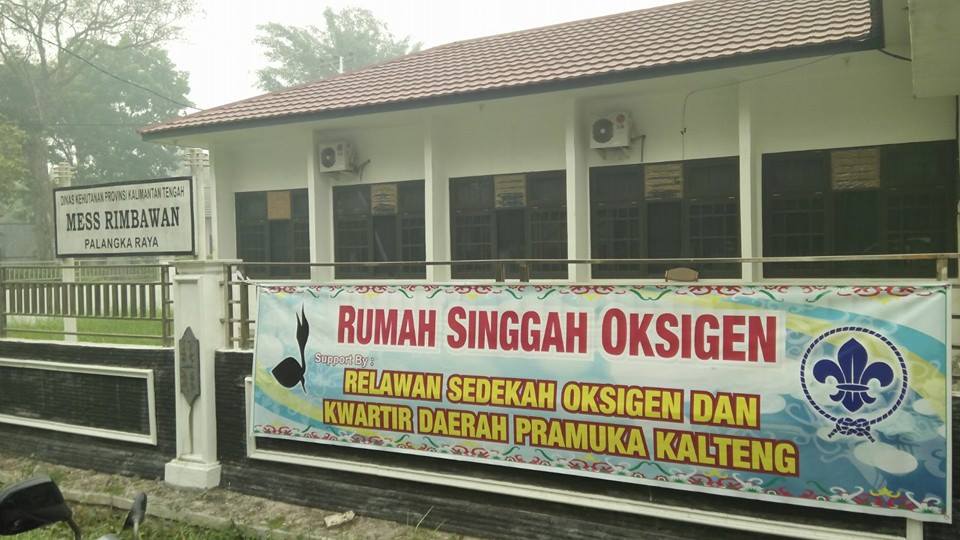 DINAS KEHUTANAN PROVINSI KALIMANTAN TENGAH
MESS RIMBAWAN
PALANGKA RAYA
RUMAH SINGGAH OKSIGEN
Support By :
RELAWAN SEDEKAH OKSIGEN DAN
KWARTIR DAERAH PRAMUKA KALTENG